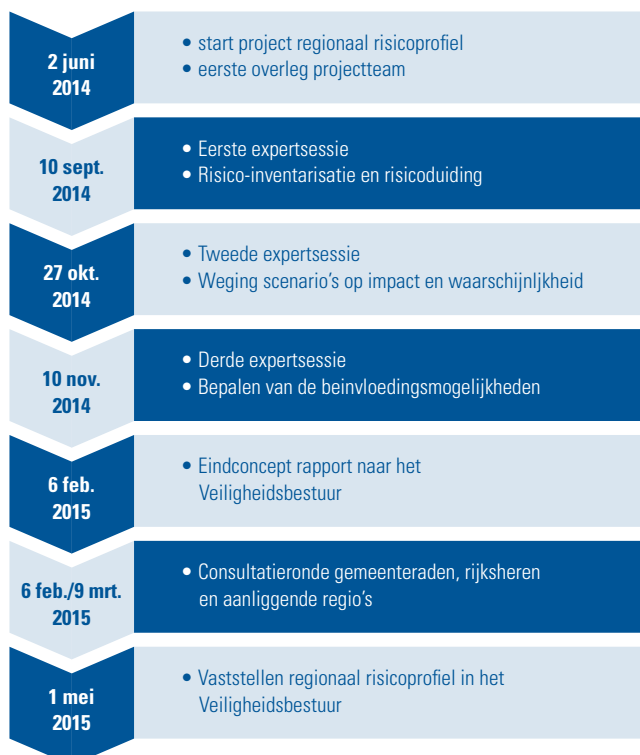 2 juni
2014
• start project regionaal risicoprofiel
• eerste overleg projectteam
10 sept.
2014
• Eerste expertsessie
• Risico-inventarisatie en risicoduiding
27 okt.
2014
• Tweede expertsessie
• Weging scenario's op impact en waarschijnljkheid
10 nov.
2014
• Derde expertsessie
• Bepalen van de beinvloedingsmogelijkheden
6 feb.
2015
• Eindconcept rapport naar het
Veiligheidsbestuur
6 feb./9 mrt.
2015
• Consultatieronde gemeenteraden, rijksheren
en aanliggende regio's
1 mei
2015
• Vaststellen regionaal risicoprofiel in het
Veiligheidsbestuur